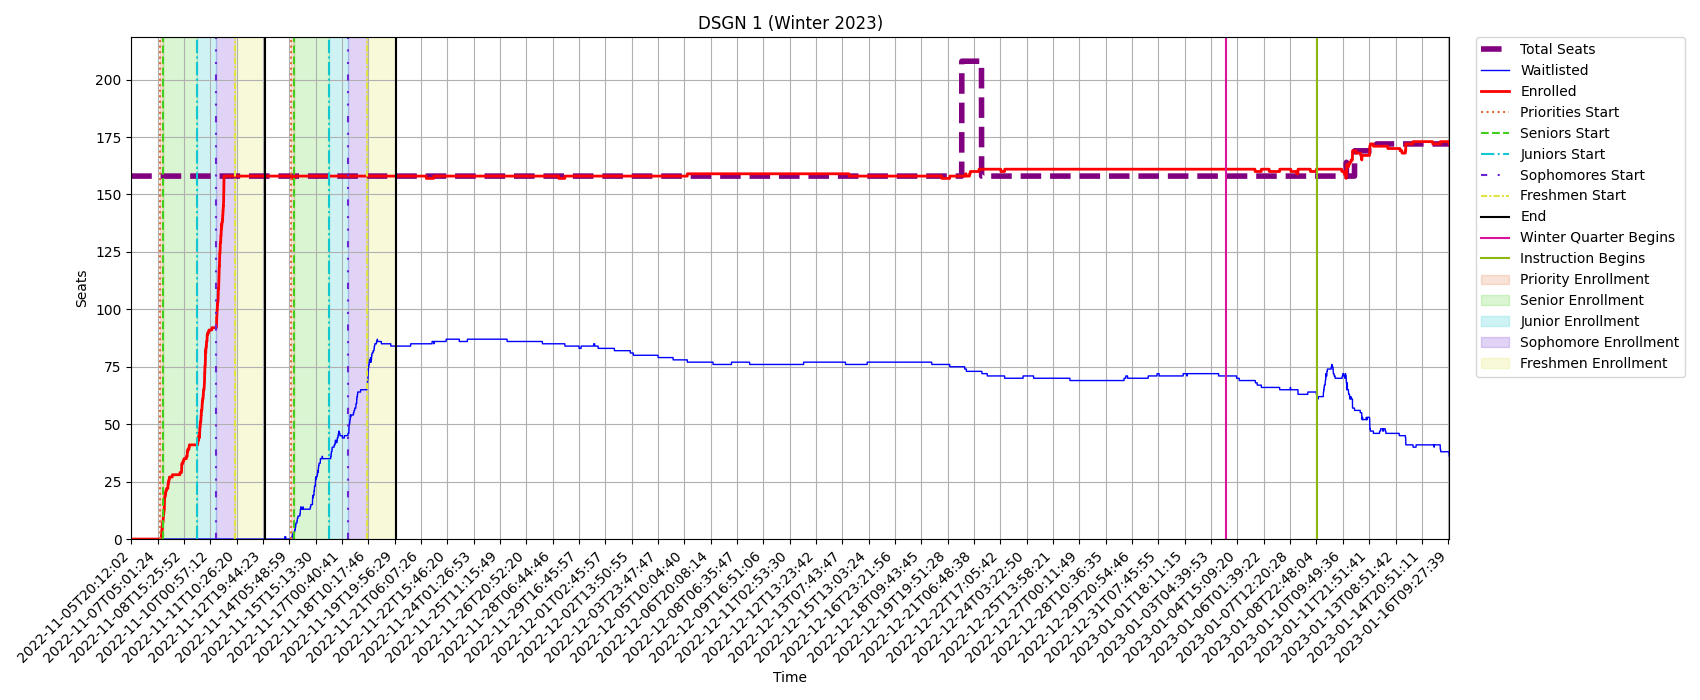 DSGN 1 (Winter 2023)
Seats
200
175
150
125
100
75
50
25
0
2022-11-05T20:12:02
2022-11-07T05:01:24
2022-11-08T15:25:52
2022-11-10T00:57:12
2022-11-11T10:26:20
2022-11-12T19:44:23
2022-11-14T05:48:59
2022-11-15T15:13:30
2022-11-17T00:40:41
2022-11-18T10:17:46
2022-11-19T19:56:29
2022-11-21T06:07:26
2022-11-22T15:46:20
2022-11-24T01:26:53
2022-11-25T11:15:49
2022-11-26T20:52:20
2022-11-28T06:44:46
2022-11-29T16:45:57
2022-12-01T02:45:57
2022-12-02T13:50:55
2022-12-03T23:47:47
2022-12-05T10:04:40
2022-12-06T20:08:14
2022-12-08T06:35:47
2022-12-09T16:51:06
2022-12-11T02:53:30
2022-12-12T13:23:42
2022-12-13T07:43:47
2022-12-15T13:03:24
2022-12-16T23:21:56
2022-12-18T09:43:45
2022-12-19T19:51:28
2022-12-21T06:48:38
2022-12-22T17:05:42
2022-12-24T03:22:50
2022-12-25T13:58:21
2022-12-27T00:11:49
2022-12-28T10:36:35
2022-12-29T20:54:46
2022-12-31T07:45:55
2023-01-01T18:11:15
2023-01-03T04:39:53
2023-01-04T15:09:20
2023-01-06T01:39:22
2023-01-07T12:20:28
2023-01-08T22:48:04
2023-01-10T09:49:36
2023-01-11T21:51:41
2023-01-13T08:51:42
2023-01-14T20:51:11
2023-01-16T09:27:39
Time
Total Seats
Waitlisted
Enrolled
Priorities Start
Seniors Start
Juniors Start
Sophomores Start
Freshmen Start
End
Winter Quarter Begins
Instruction Begins
Priority Enrollment
Senior Enrollment
Junior Enrollment
Sophomore Enrollment
Freshmen Enrollment